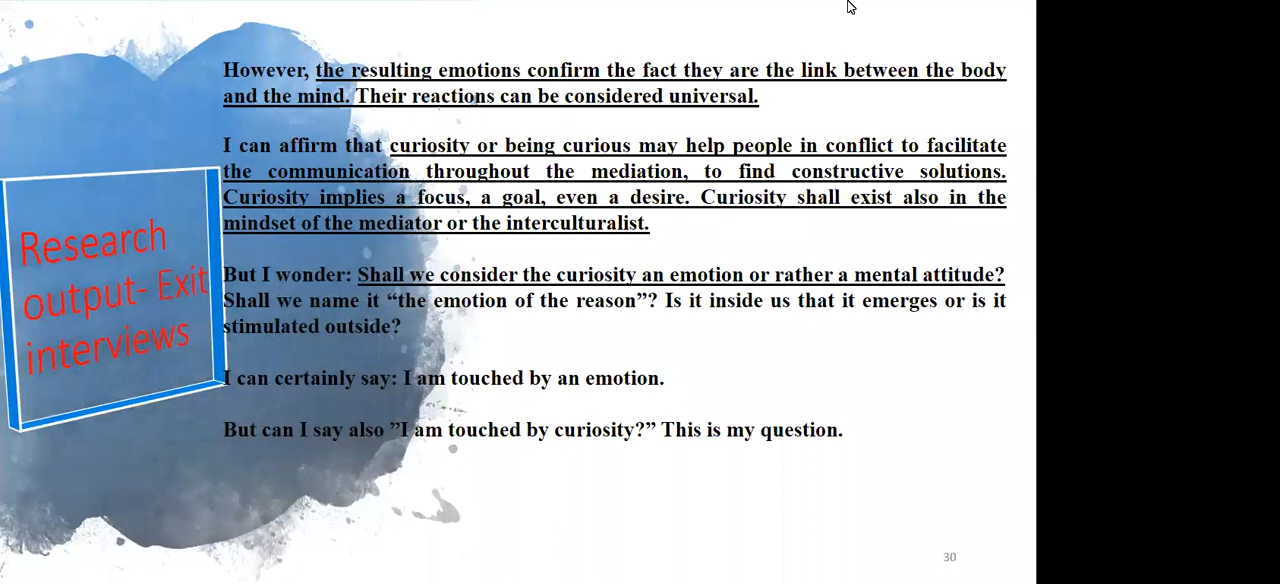 However, the resulting emotions confirm the fact they are the link between the body
and the mind. Their reactions can be considered universal.
I can affirm that curiosity or being curious may help people in conflict to facilitate
the communication throughout the mediation, to find constructive solutions.
Curiosity implies a focus, a goal, even a desire. Curiosity shall exist also in the
mindset of the mediator or the interculturalist.
Research
output- Exit
interviews
But I wonder: Shall we consider the curiosity an emotion or rather a mental attitude?
Shall we name it “the emotion of the reason”? Is it inside us that it emerges or is it
stimulated outside?
I can certainly say: I am touched by an emotion.
But can I say also ”I am touched by curiosity?” This is my question.
30